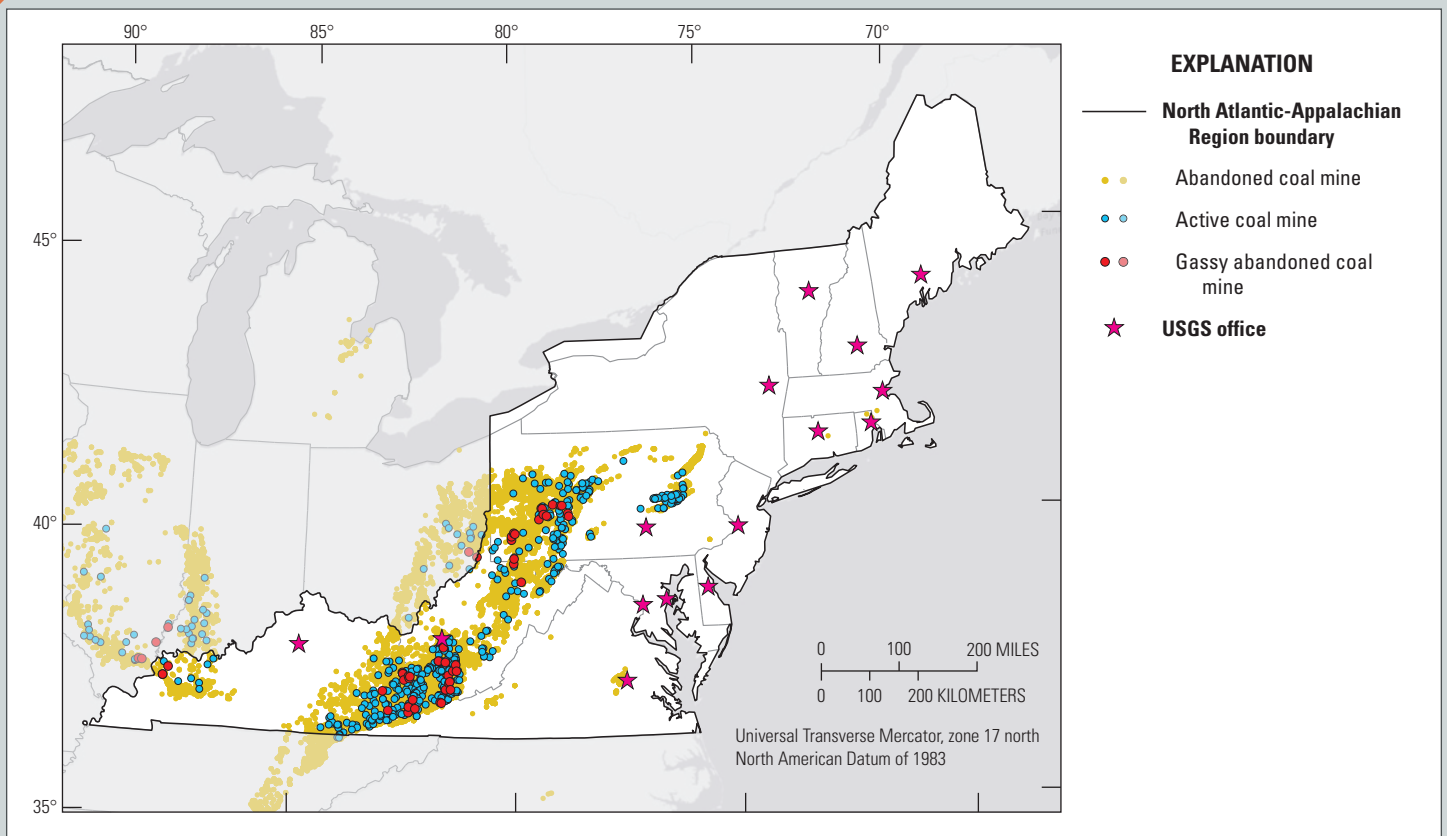 90°
85°
80°
75°
70°
45°
40°
35°
EXPLANATION
North Atlantic-Appalachian
Region boundary
Abandoned coal mine
Active coal mine
Gassy abandoned coal
mine
USGS office
0 100 200 MILES
0 100 200 KILOMETERS
Universal Transverse Mercator, zone 17 north
North American Datum of 1983